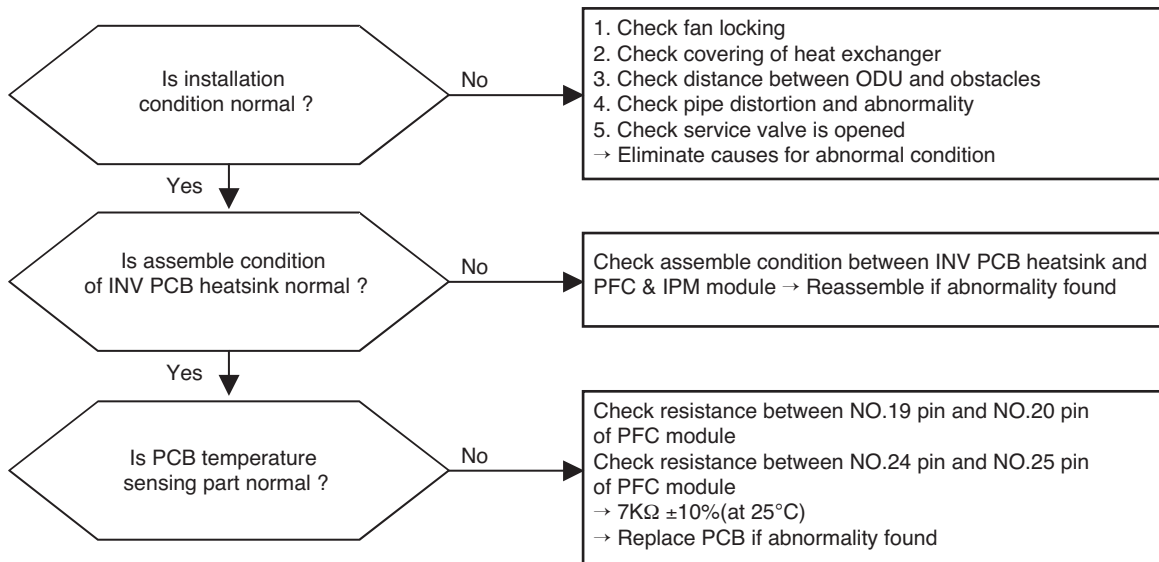 Is installation
condition normal ?
No
1. Check fan locking
2. Check covering of heat exchanger
3. Check distance between ODU and obstacles
4. Check pipe distortion and abnormality
5. Check service valve is opened
→ Eliminate causes for abnormal condition
Yes
Is assemble condition
of INV PCB heatsink normal ?
No
Check assemble condition between INV PCB heatsink and
PFC & IPM module → Reassemble if abnormality found
Yes
Is PCB temperature
sensing part normal ?
No
Check resistance between NO.19 pin and NO.20 pin
of PFC module
Check resistance between NO.24 pin and NO.25 pin
of PFC module
→ 7KΩ ±10%(at 25°C)
→ Replace PCB if abnormality found